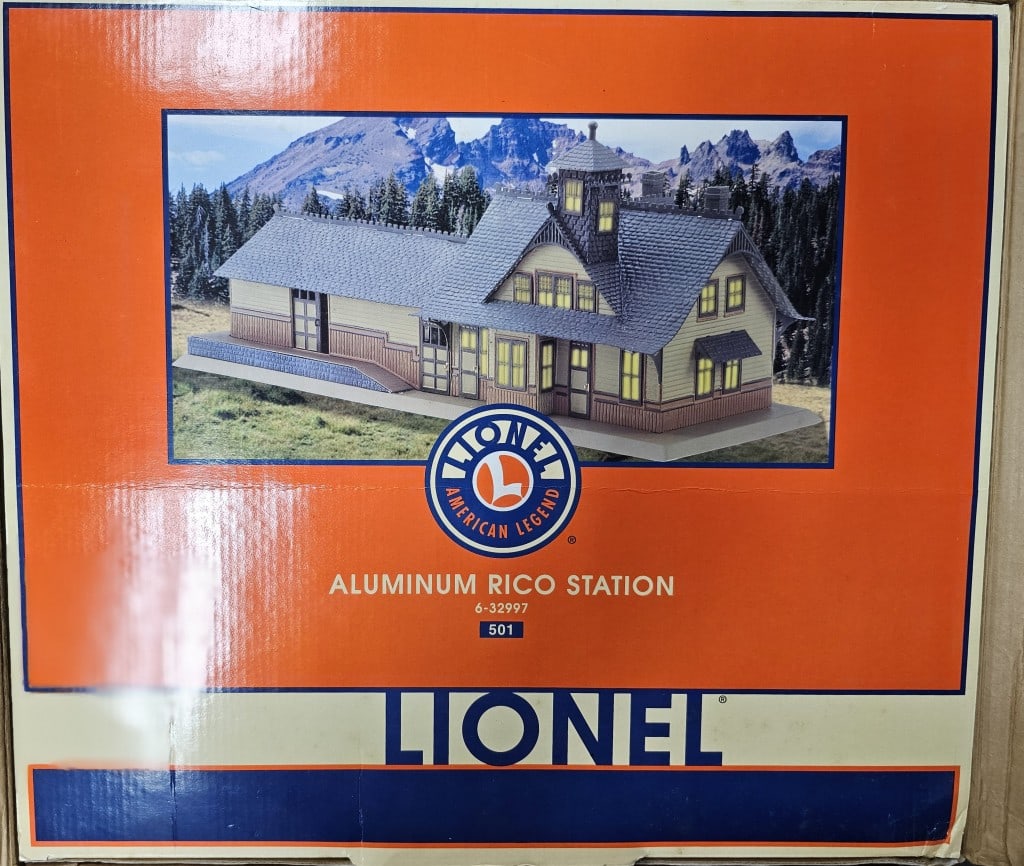 LIONEL
L
AMERICAN LEGEND
®
ALUMINUM RICO STATION
6-32997
501
LIONEL®